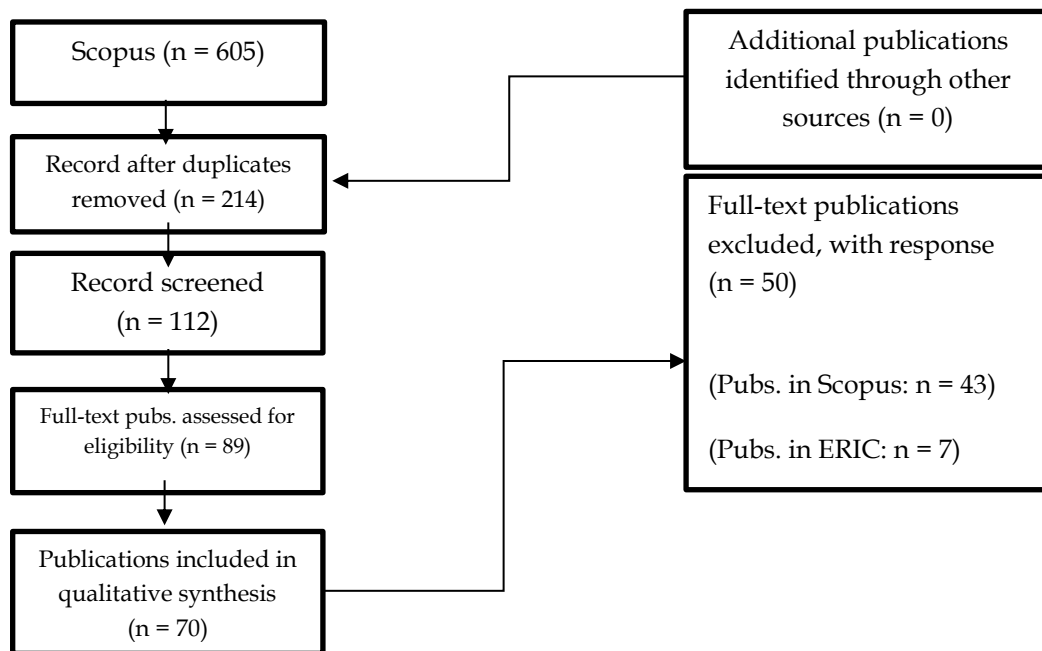 Scopus (n = 605)
Additional publications
identified through other
sources (n = 0)
Record after duplicates
removed (n = 214)
Record screened
(n = 112)
Full-text pubs. assessed for
eligibility (n = 89)
Publications included in
qualitative synthesis
(n = 70)
Full-text publications
excluded, with response
(n = 50)
(Pubs. in Scopus: n = 43)
(Pubs. in ERIC: n = 7)